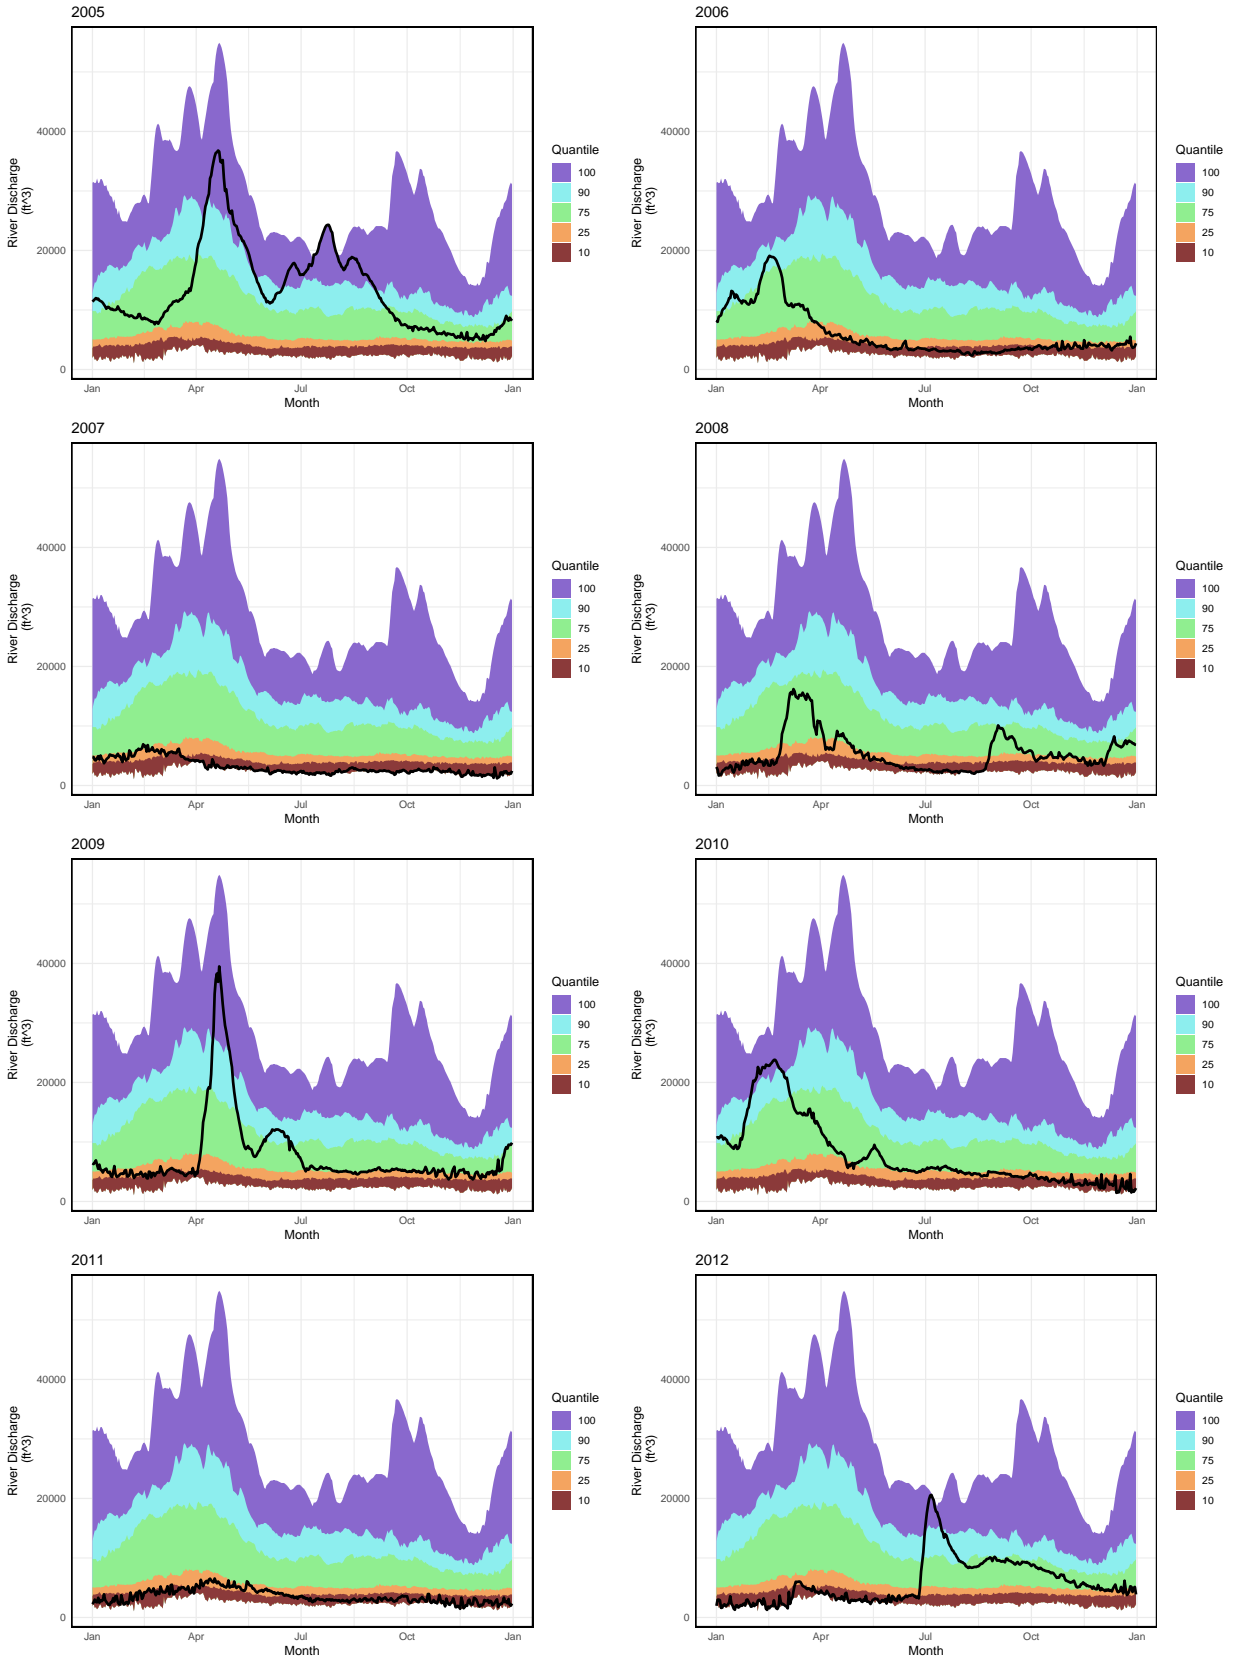 2005
River Discharge
(ft^3)
40000
20000
0
Jan
Apr
Jul
Oct
Jan
Month
Quantile
100
90
75
25
10
2006
River Discharge
(ft^3)
40000
20000
0
Jan
Apr
Jul
Oct
Jan
Month
Quantile
100
90
75
25
10
2007
River Discharge
(ft^3)
40000
20000
0
Jan
Apr
Jul
Oct
Jan
Month
Quantile
100
90
75
25
10
2008
River Discharge
(ft^3)
40000
20000
0
Jan
Apr
Jul
Oct
Jan
Month
Quantile
100
90
75
25
10
2009
River Discharge
(ft^3)
40000
20000
0
Jan
Apr
Jul
Oct
Jan
Month
Quantile
100
90
75
25
10
2010
River Discharge
(ft^3)
40000
20000
0
Jan
Apr
Jul
Oct
Jan
Month
Quantile
100
90
75
25
10
2011
River Discharge
(ft^3)
40000
20000
0
Jan
Apr
Jul
Oct
Jan
Month
Quantile
100
90
75
25
10
2012
River Discharge
(ft^3)
40000
20000
0
Jan
Apr
Jul
Oct
Jan
Month
Quantile
100
90
75
25
10